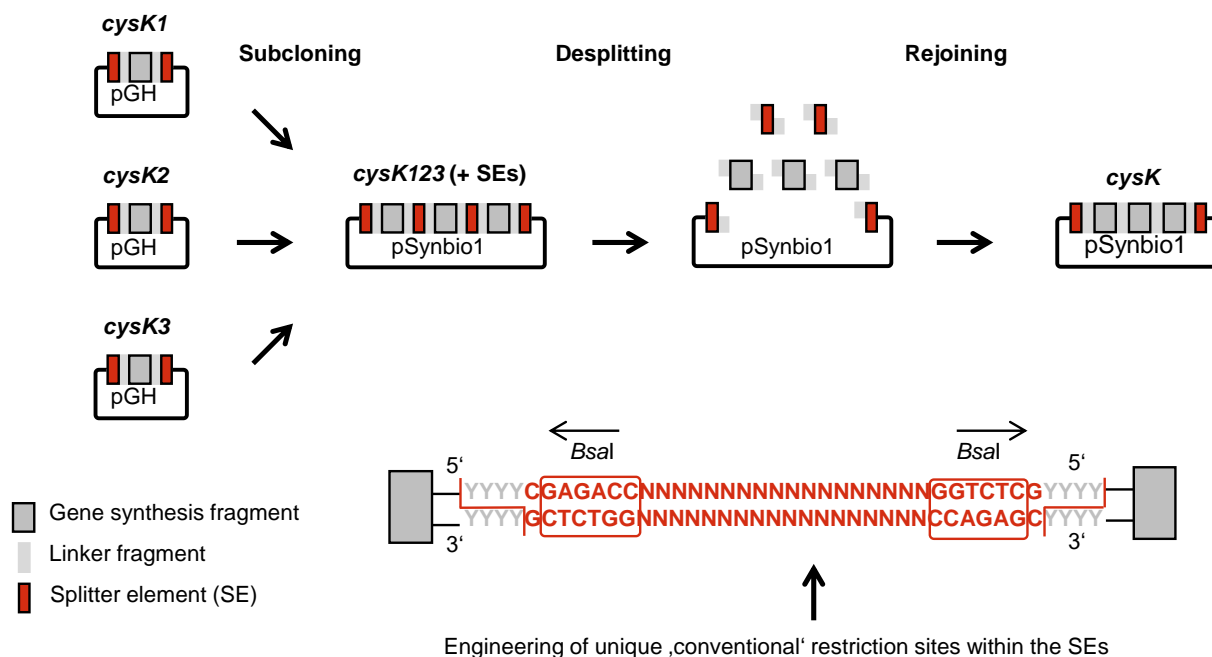 cysK1
Subcloning
Desplitting
Rejoining
pGH
cysK2
cysK123 (+ SEs)
cysK
pGH
pSynbio1
pSynbio1
pSynbio1
cysK3
pGH
BsaI
BsaI
5‘
5‘
YYYYCGAGACCNNNNNNNNNNNNNNNNNNGGTCTCGYYYY
YYYYGCTCTGGNNNNNNNNNNNNNNNNNNCCAGAGCYYYY
3‘
3‘
Gene synthesis fragment
Linker fragment
Splitter element (SE)
Engineering of unique ‚conventional‘ restriction sites within the SEs